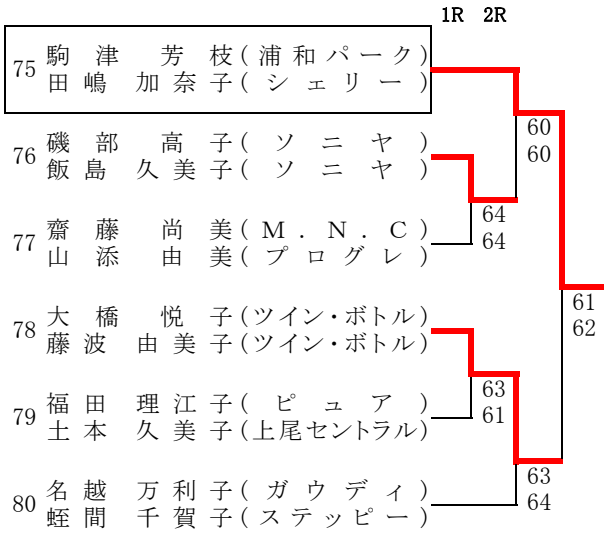 1R 2R
75 駒津 芳枝(浦和パーク)
田嶋 加奈子(シェリー)
60
60
76 磯部 高子(ソニヤ)
飯島 久美子(ソニヤ)
64
64
77 齋藤 尚美(M.N.C)
山添 由美(プログレ)
61
62
78 大橋 悦子(ツイン・ボトル)
藤波 由美子(ツイン・ボトル)
63
61
79 福田 理江子(ピュア)
土本 久美子(上尾セントラル)
63
64
80 名越 万利子(ガウディ)
蛭間 千賀子(ステッピー)